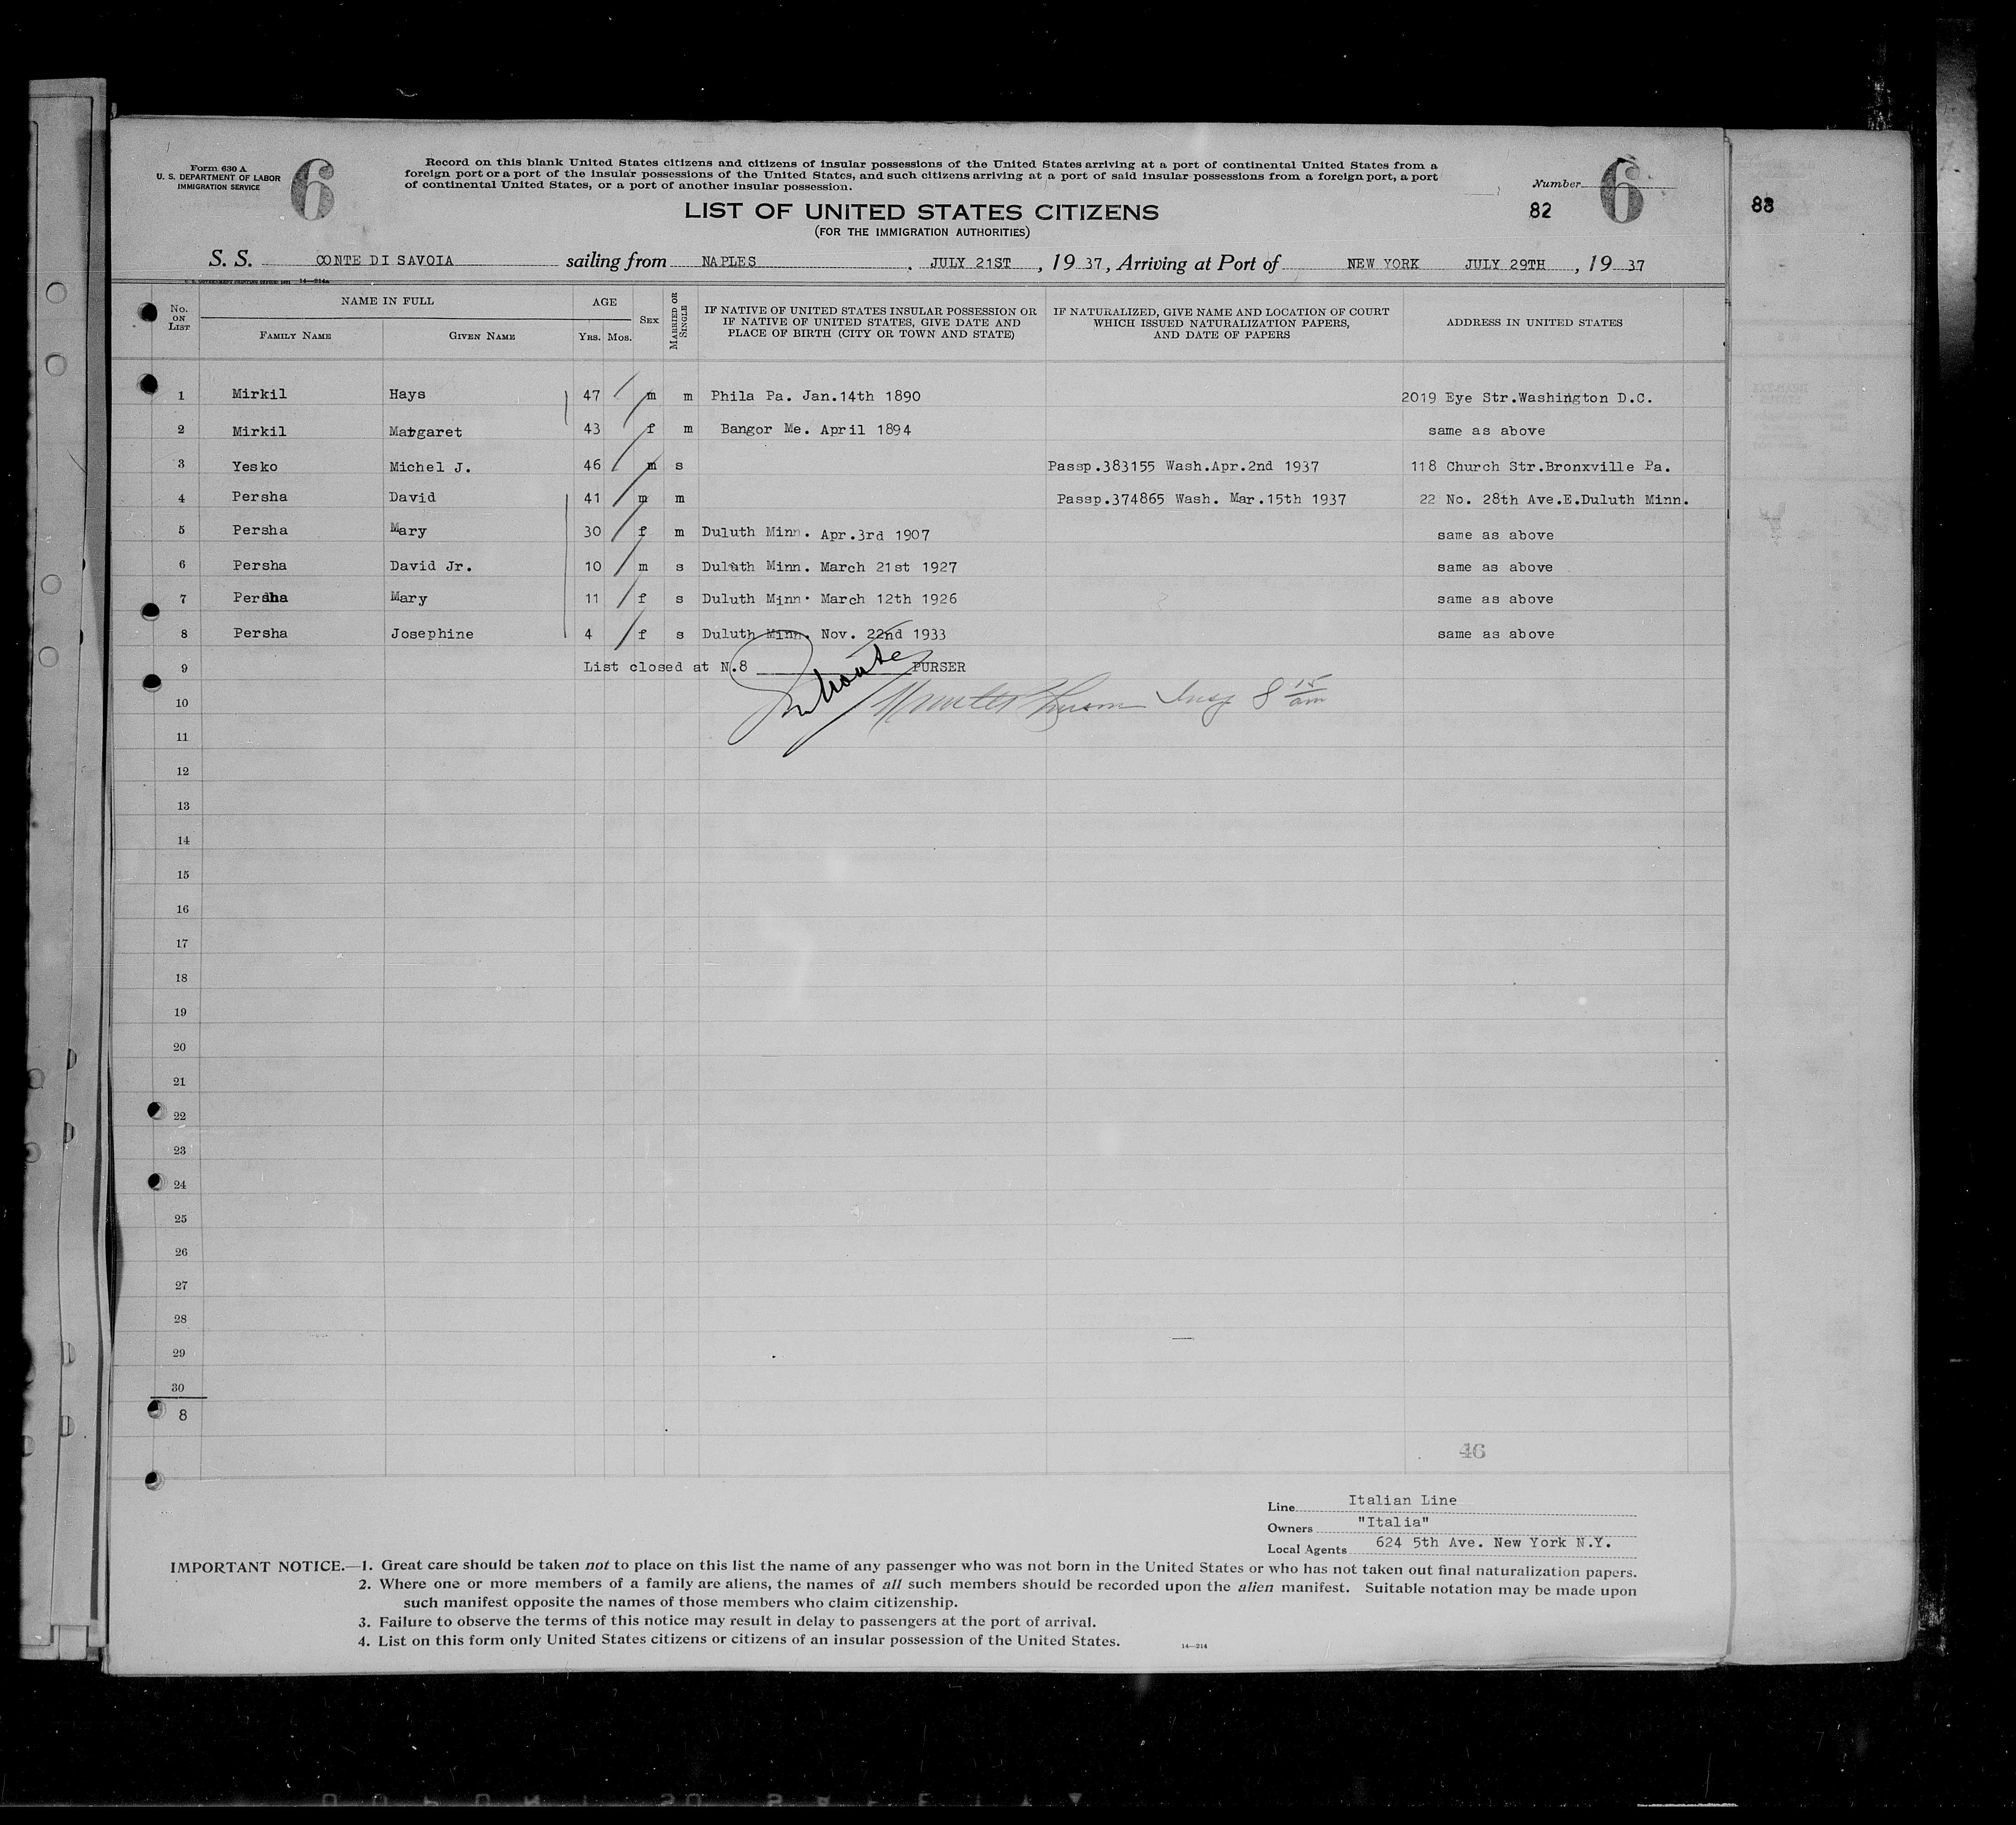 Form 630 A
U. S. DEPARTMENT OF LABOR
IMMIGRATION SERVICE
6
Record on this blank United States citizens and citizens of insular possessions of the United States arriving at a port of continental United States from a
foreign port or a port of the insular possessions of the United States, and such citizens arriving at a port of said insular possessions from a foreign port, a port
of continental United States, or a port of another insular possession.
Number 6
82
88
LIST OF UNITED STATES CITIZENS
(FOR THE IMMIGRATION AUTHORITIES)
S. S. CONTE DI SAVOIA sailing from NAPLES, JULY 21ST, 1937, Arriving at Port of NEW YORK JULY 29TH, 1937
No. ON LIST
NAME IN FULL
FAMILY NAME GIVEN NAME
AGE
YRS. MOS.
SEX
MARRIED OR SINGLE
IF NATIVE OF UNITED STATES INSULAR POSSESSION OR
IF NATIVE OF UNITED STATES, GIVE DATE AND
PLACE OF BIRTH (CITY OR TOWN AND STATE)
IF NATURALIZED, GIVE NAME AND LOCATION OF COURT
WHICH ISSUED NATURALIZATION PAPERS,
AND DATE OF PAPERS
ADDRESS IN UNITED STATES
1 Mirkil Hays 47 m m Phila Pa. Jan.14th 1890 2019 Eye Str.Washington D.C.
2 Mirkil Margaret 43 f m Bangor Me. April 1894 same as above
3 Yesko Michel J. 46 m s Passp.383155 Wash.Apr.2nd 1937 118 Church Str.Bronxville Pa.
4 Persha David 41 m m Passp.374865 Wash. Mar.15th 1937 22 No. 28th Ave.E.Duluth Minn.
5 Persha Mary 30 f m Duluth Minn. Apr.3rd 1907 same as above
6 Persha David Jr. 10 m s Duluth Minn. March 21st 1927 same as above
7 Persha Mary 11 f s Duluth Minn. March 12th 1926 same as above
8 Persha Josephine 4 f s Duluth Minn. Nov. 22nd 1933 same as above
9 List closed at N.8 PURSER
10 Insp 8 15 am
11
12
13
14
15
16
17
18
19
20
21
22
23
24
25
26
27
28
29
30
8
46
Line Italian Line
Owners "Italia"
Local Agents 624 5th Ave. New York N.Y.
IMPORTANT NOTICE.—1. Great care should be taken not to place on this list the name of any passenger who was not born in the United States or who has not taken out final naturalization papers.
2. Where one or more members of a family are aliens, the names of all such members should be recorded upon the alien manifest. Suitable notation may be made upon
such manifest opposite the names of those members who claim citizenship.
3. Failure to observe the terms of this notice may result in delay to passengers at the port of arrival.
4. List on this form only United States citizens or citizens of an insular possession of the United States.
14—214